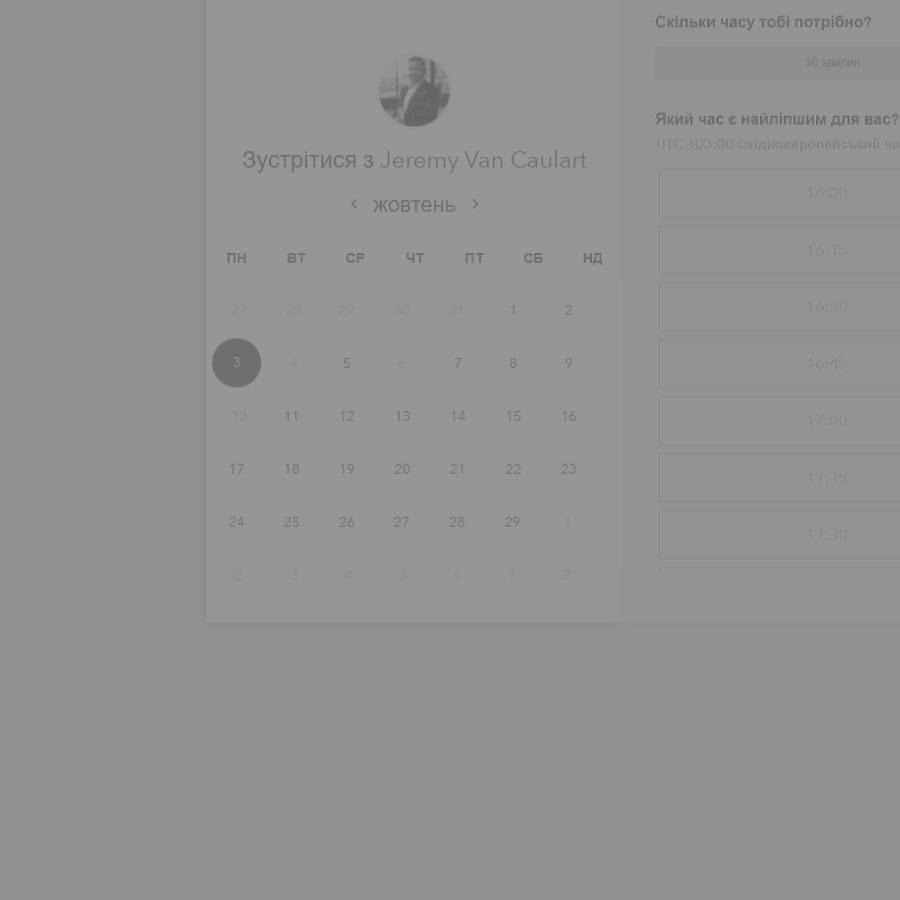 Зустрітися з Jeremy Van Caulart
‹ жовтень ›
ПН ВТ СР ЧТ ПТ СБ НД
27 28 29 30 31 1 2
3 4 5 6 7 8 9
10 11 12 13 14 15 16
17 18 19 20 21 22 23
24 25 26 27 28 29 1
2 3 4 5 6 7 8
Скільки часу тобі потрібно?
30 хвилин
Який час є найліпшим для вас?
UTC +03:00 Східноєвропейський ча
16:00
16:15
16:30
16:45
17:00
17:15
17:30